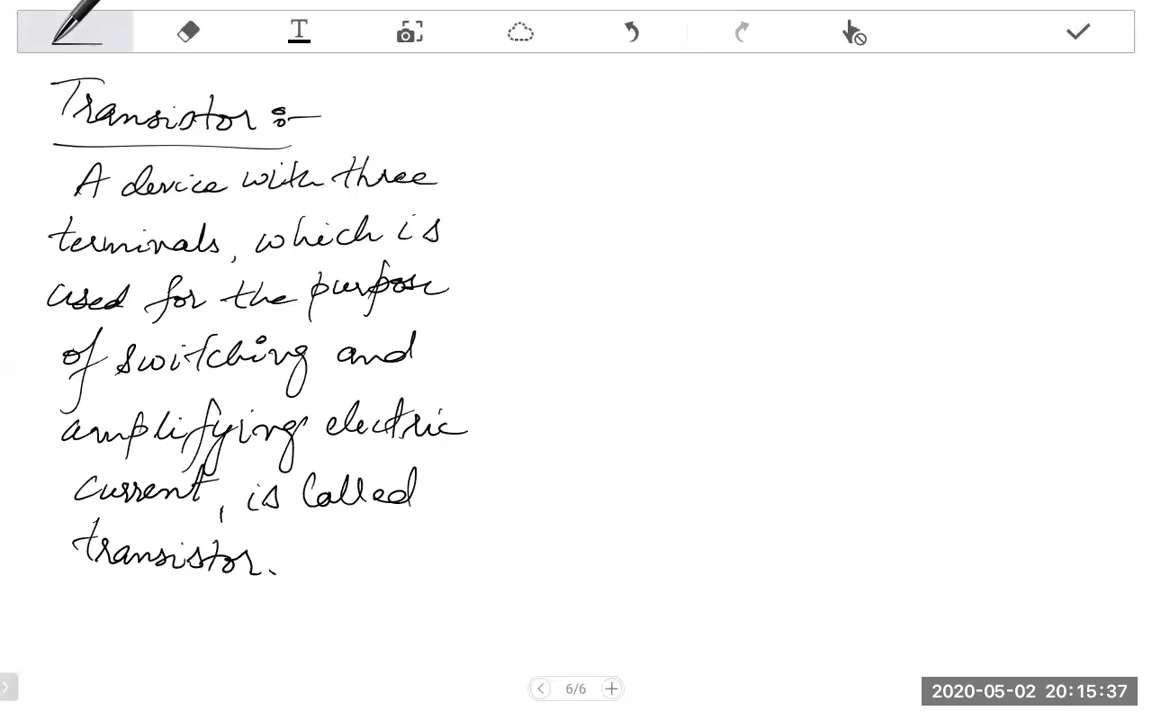 T
Transistor :-
A device with three
terminals, which is
used for the purpose
of switching and
amplifying electric
current, is called
transistor.
6/6
2020-05-02 20:15:37